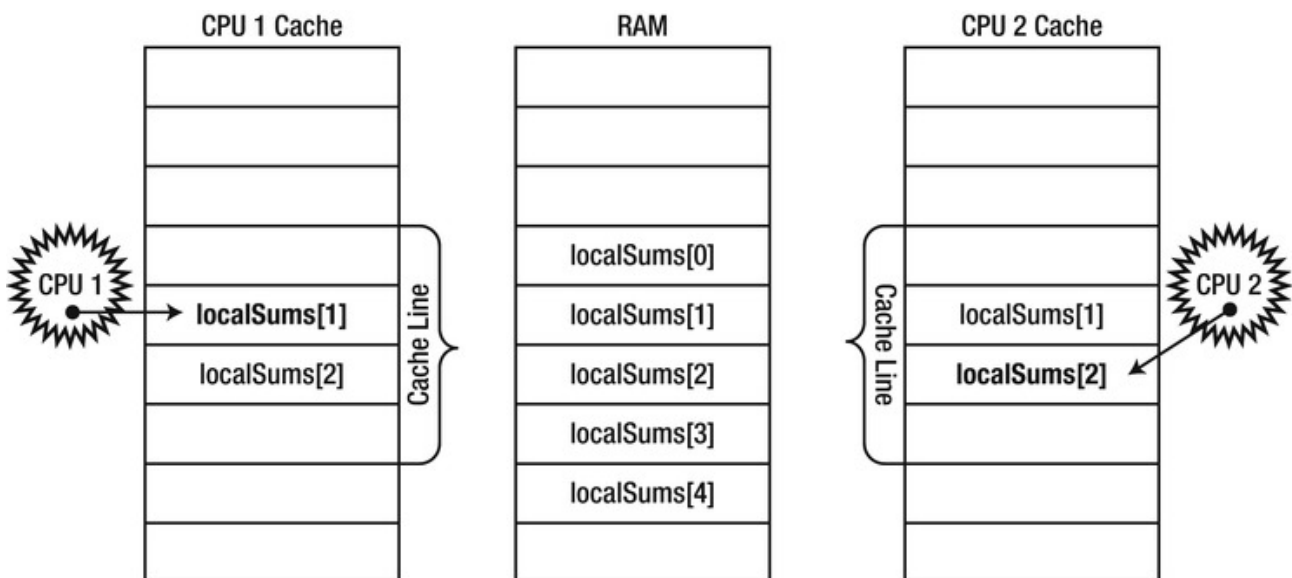 CPU 1 Cache
RAM
CPU 2 Cache
CPU 1
localSums[1]
localSums[2]
Cache Line
localSums[0]
localSums[1]
localSums[2]
localSums[3]
localSums[4]
Cache Line
localSums[1]
localSums[2]
CPU 2